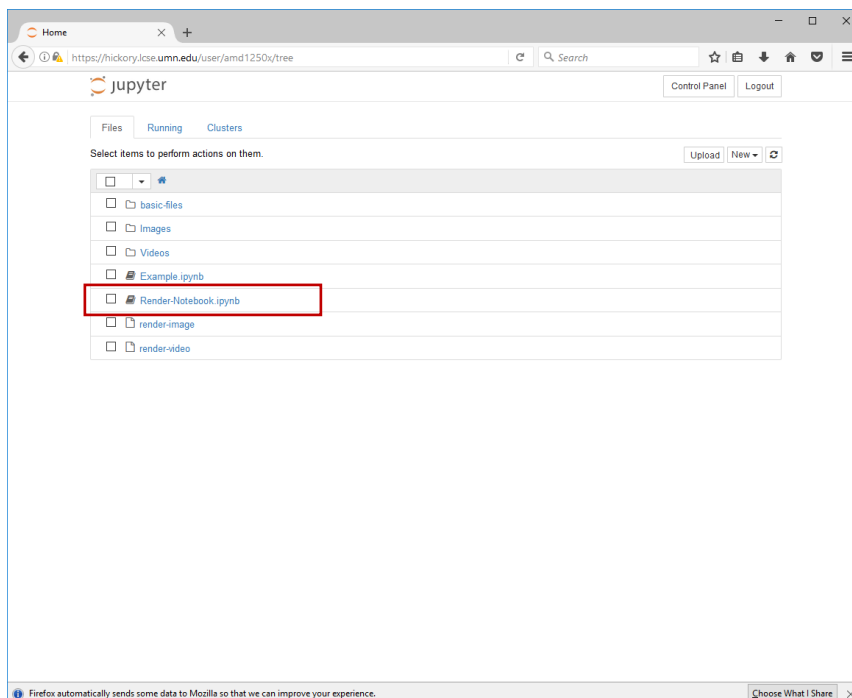 Home
https://hickory.lcse.umn.edu/user/amd1250x/tree
Search
jupyter
Control Panel
Logout
Files
Running
Clusters
Select items to perform actions on them.
Upload
New
basic-files
Images
Videos
Example.ipynb
Render-Notebook.ipynb
render-image
render-video
Firefox automatically sends some data to Mozilla so that we can improve your experience.
Choose What I Share